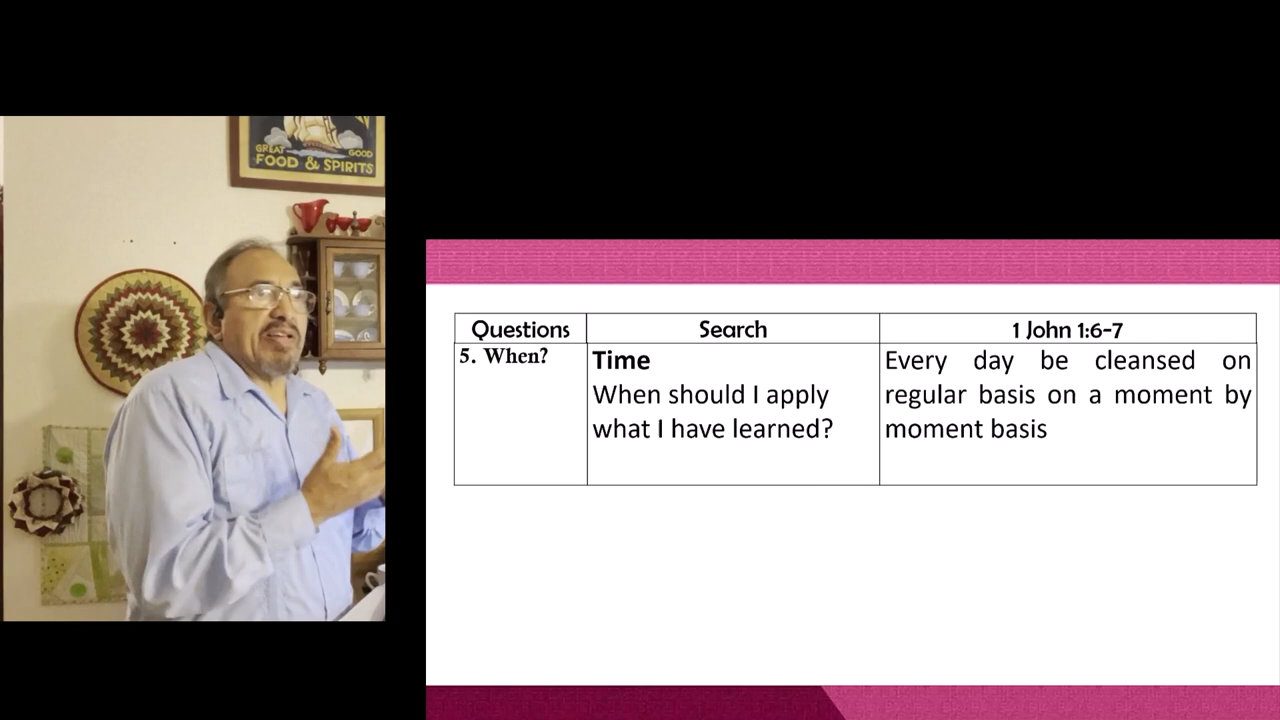 GREAT GOOD
FOOD & SPIRITS
Questions Search 1 John 1:6-7
5. When?
Time
When should I apply
what I have learned?
Every day be cleansed on
regular basis on a moment by
moment basis